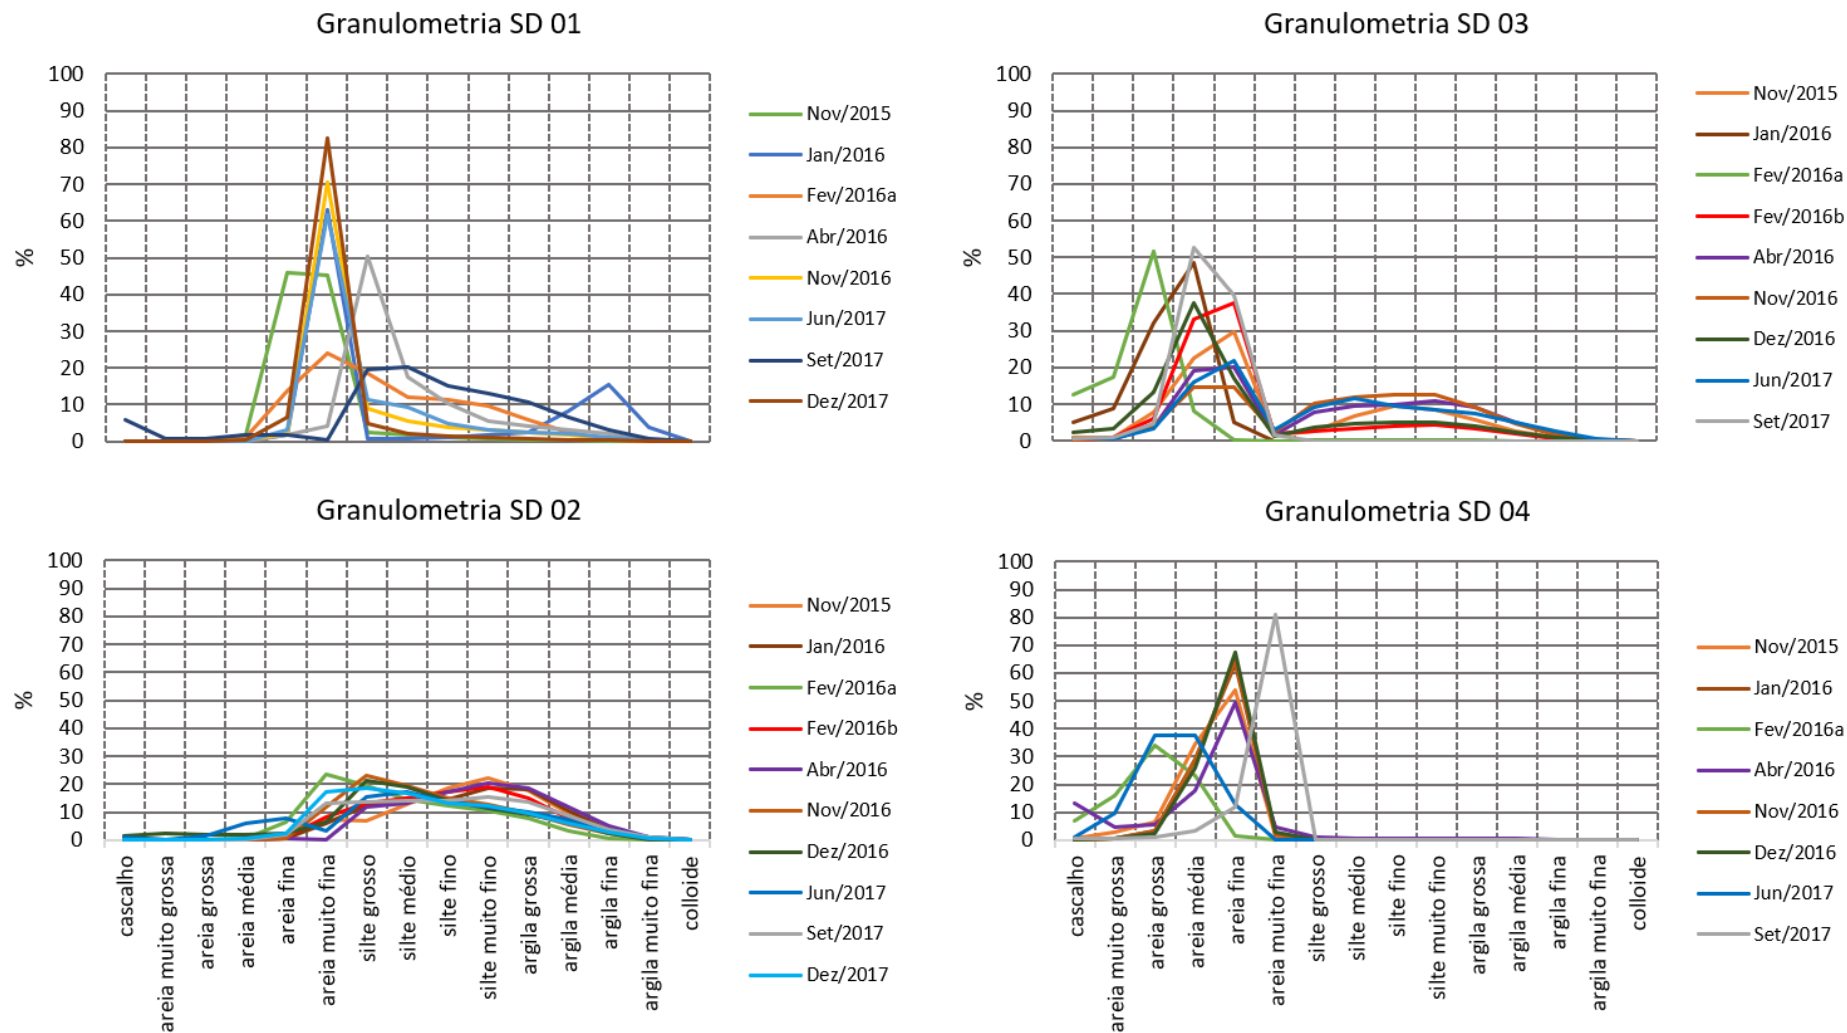 Granulometria SD 01
100
90
80
70
60
50
40
30
20
10
0
%
Nov/2015
Jan/2016
Fev/2016a
Abr/2016
Nov/2016
Jun/2017
Set/2017
Dez/2017
Granulometria SD 03
100
90
80
70
60
50
40
30
20
10
0
%
Nov/2015
Jan/2016
Fev/2016a
Fev/2016b
Abr/2016
Nov/2016
Dez/2016
Jun/2017
Set/2017
Granulometria SD 02
100
90
80
70
60
50
40
30
20
10
0
%
cascalho
areia muito grossa
areia grossa
areia média
areia fina
areia muito fina
silte grosso
silte médio
silte fino
silte muito fino
argila grossa
argila média
argila fina
argila muito fina
colloide
Nov/2015
Jan/2016
Fev/2016a
Fev/2016b
Abr/2016
Nov/2016
Dez/2016
Jun/2017
Set/2017
Dez/2017
Granulometria SD 04
100
90
80
70
60
50
40
30
20
10
0
%
cascalho
areia muito grossa
areia grossa
areia média
areia fina
areia muito fina
silte grosso
silte médio
silte fino
silte muito fino
argila grossa
argila média
argila fina
argila muito fina
colloide
Nov/2015
Jan/2016
Fev/2016a
Abr/2016
Nov/2016
Dez/2016
Jun/2017
Set/2017